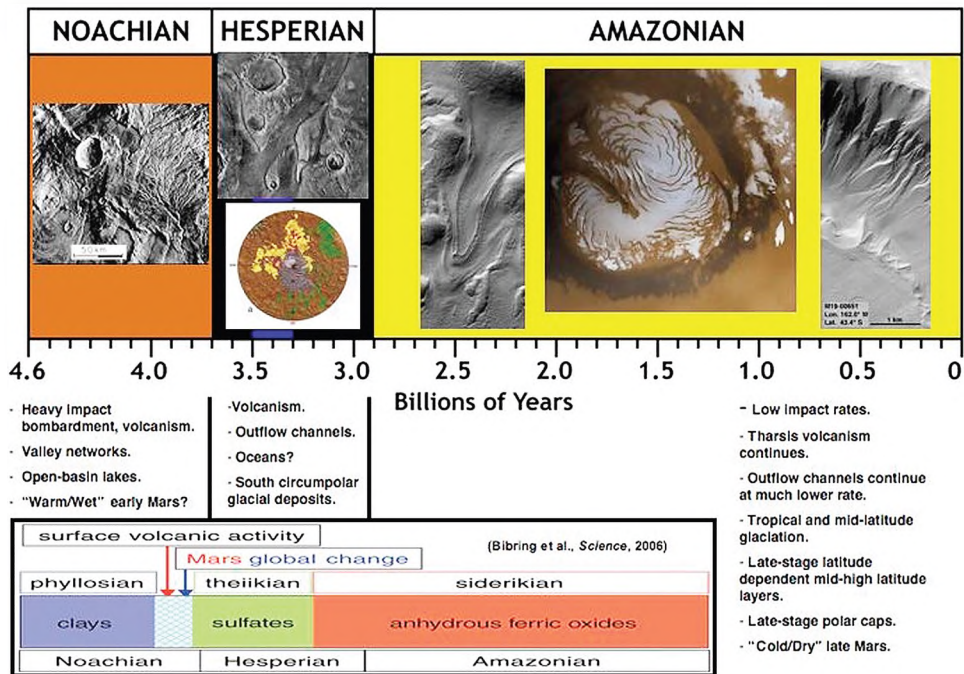 NOACHIAN
HESPERIAN
AMAZONIAN
50 km
a
M19-00651
Lon. 162.0° W
Lat. 43.4° S
1 km
4.6
4.0
3.5
3.0
2.5
2.0
1.5
1.0
0.5
0
Billions of Years
- Heavy impact
bombardment, volcanism.
- Valley networks.
- Open-basin lakes.
- “Warm/Wet” early Mars?
-Volcanism.
- Outflow channels.
- Oceans?
- South circumpolar
glacial deposits.
- Low impact rates.
- Tharsis volcanism
continues.
- Outflow channels continue
at much lower rate.
- Tropical and mid-latitude
glaciation.
- Late-stage latitude
dependent mid-high latitude
layers.
- Late-stage polar caps.
- “Cold/Dry” late Mars.
surface volcanic activity
Mars global change
(Bibring et al., Science, 2006)
phyllosian
theiikian
siderikian
clays
sulfates
anhydrous ferric oxides
Noachian
Hesperian
Amazonian